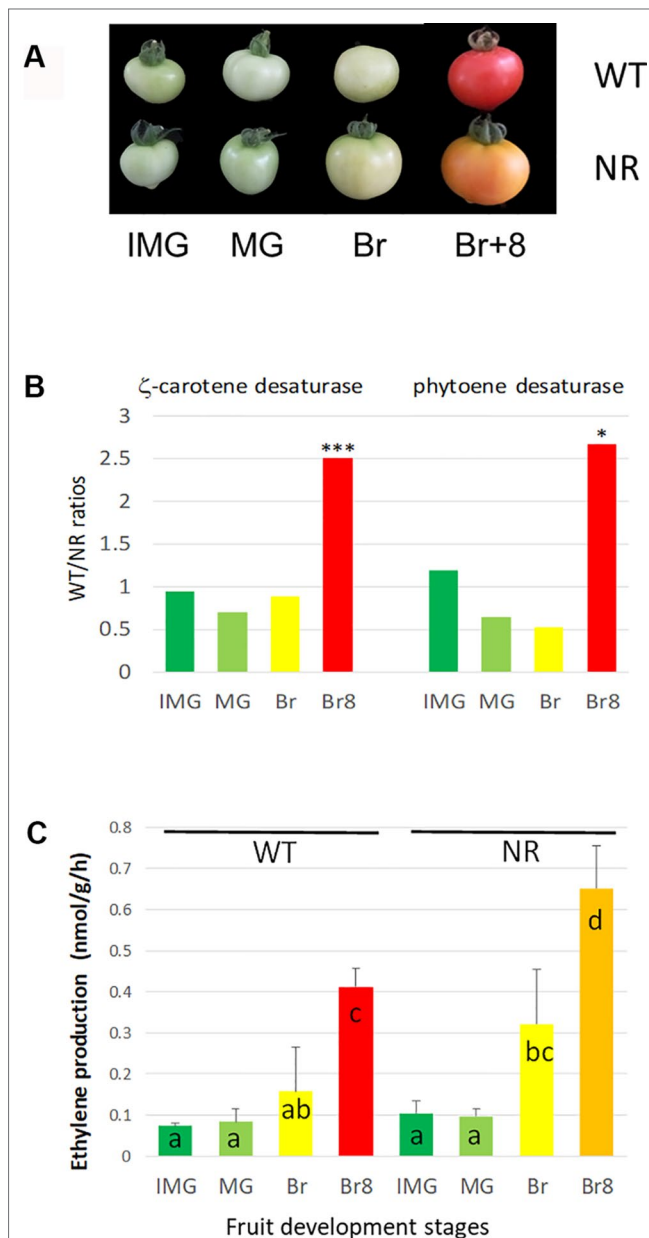 A
WT
NR
IMG MG Br Br+8
B
ζ-carotene desaturase phytoene desaturase
WT/NR ratios
3
2.5
2
1.5
1
0.5
0
*** *
IMG MG Br Br8 IMG MG Br Br8
C
Ethylene production (nmol/g/h)
0.8
0.7
0.6
0.5
0.4
0.3
0.2
0.1
0
WT NR
a a ab c a a bc d
IMG MG Br Br8 IMG MG Br Br8
Fruit development stages